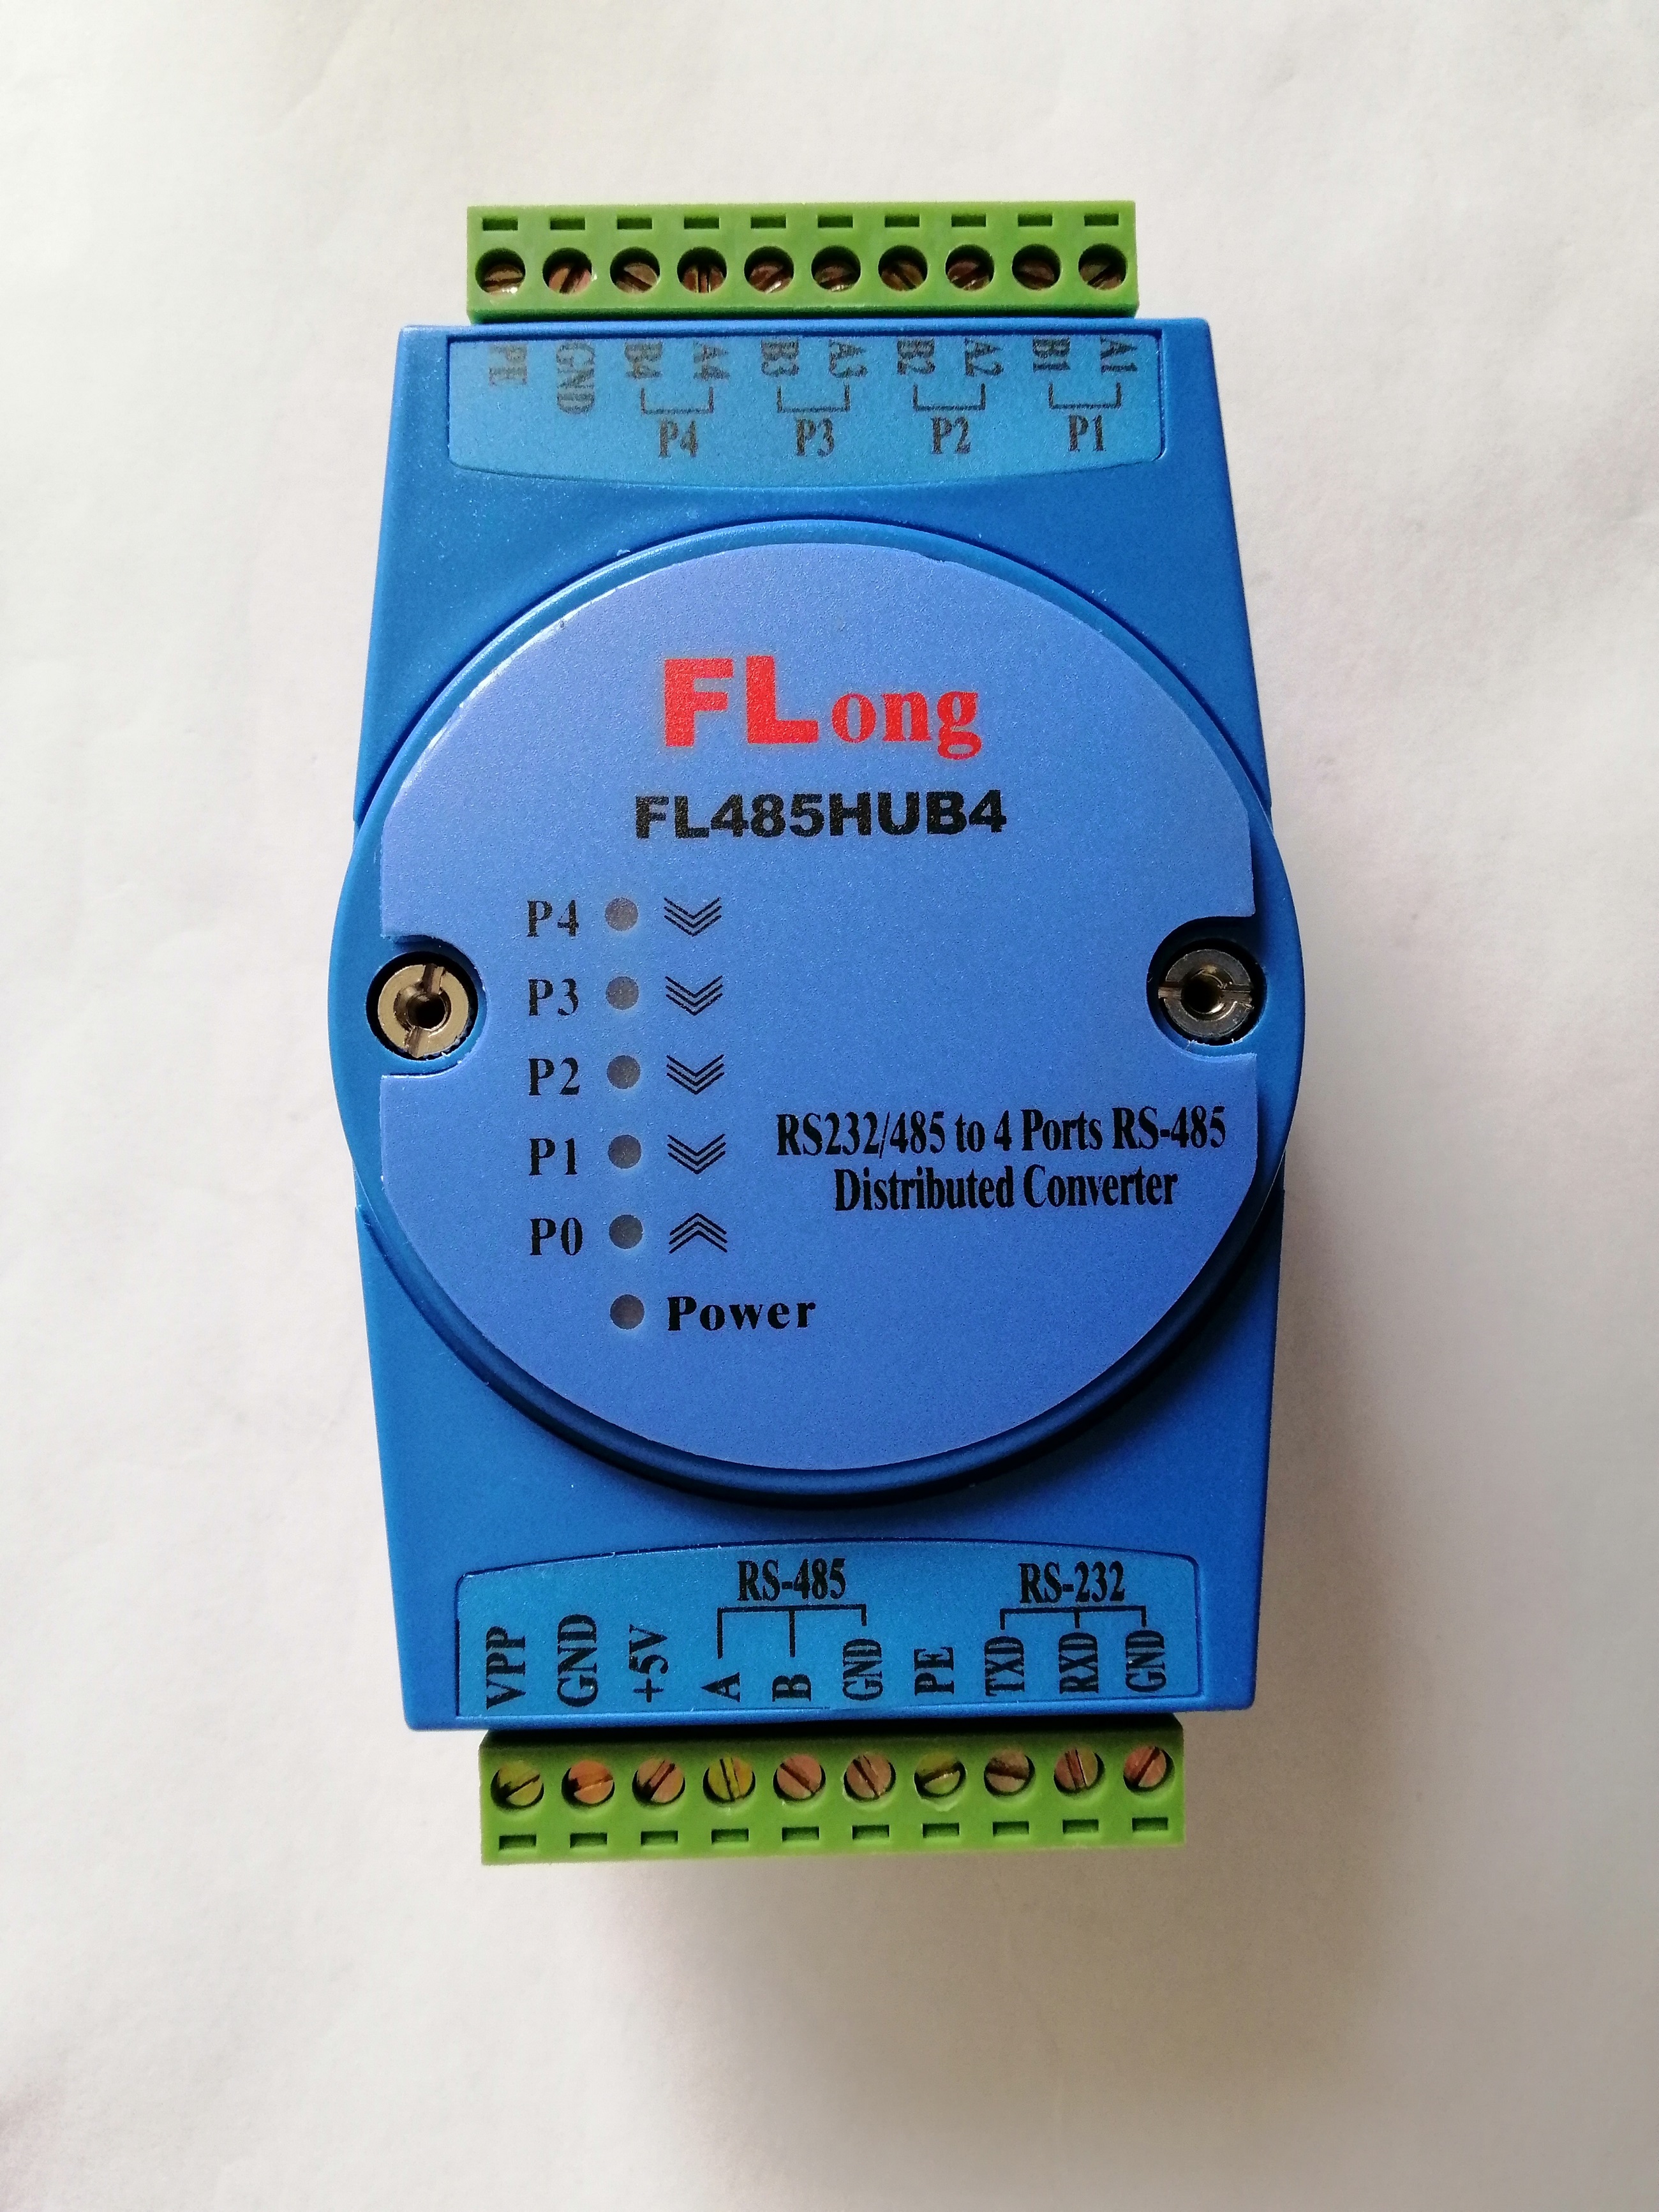 PE GND B4 A4 B3 A3 B2 A2 B1 A1
P4 P3 P2 P1
FLong
FL485HUB4
P4
P3
P2
P1
P0
Power
RS232/485 to 4 Ports RS-485
Distributed Converter
RS-485 RS-232
VPP GND +5V A B GND PE TXD RXD GND